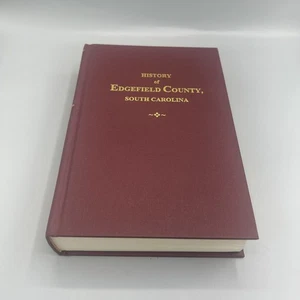 HISTORY
of
EDGEFIELD COUNTY,
SOUTH CAROLINA